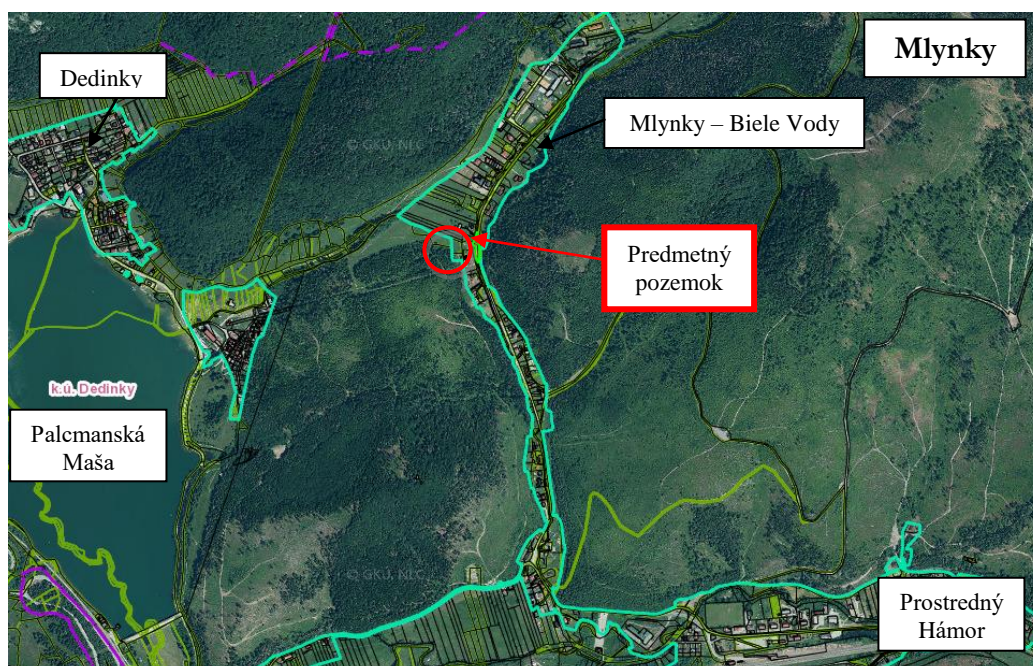 Mlynky
Dedinky
Mlynky – Biele Vody
© GKÚ, NLC
Predmetný
pozemok
k.ú. Dedinky
Palcmanská
Maša
© GKÚ, NLC
Prostredný
Hámor